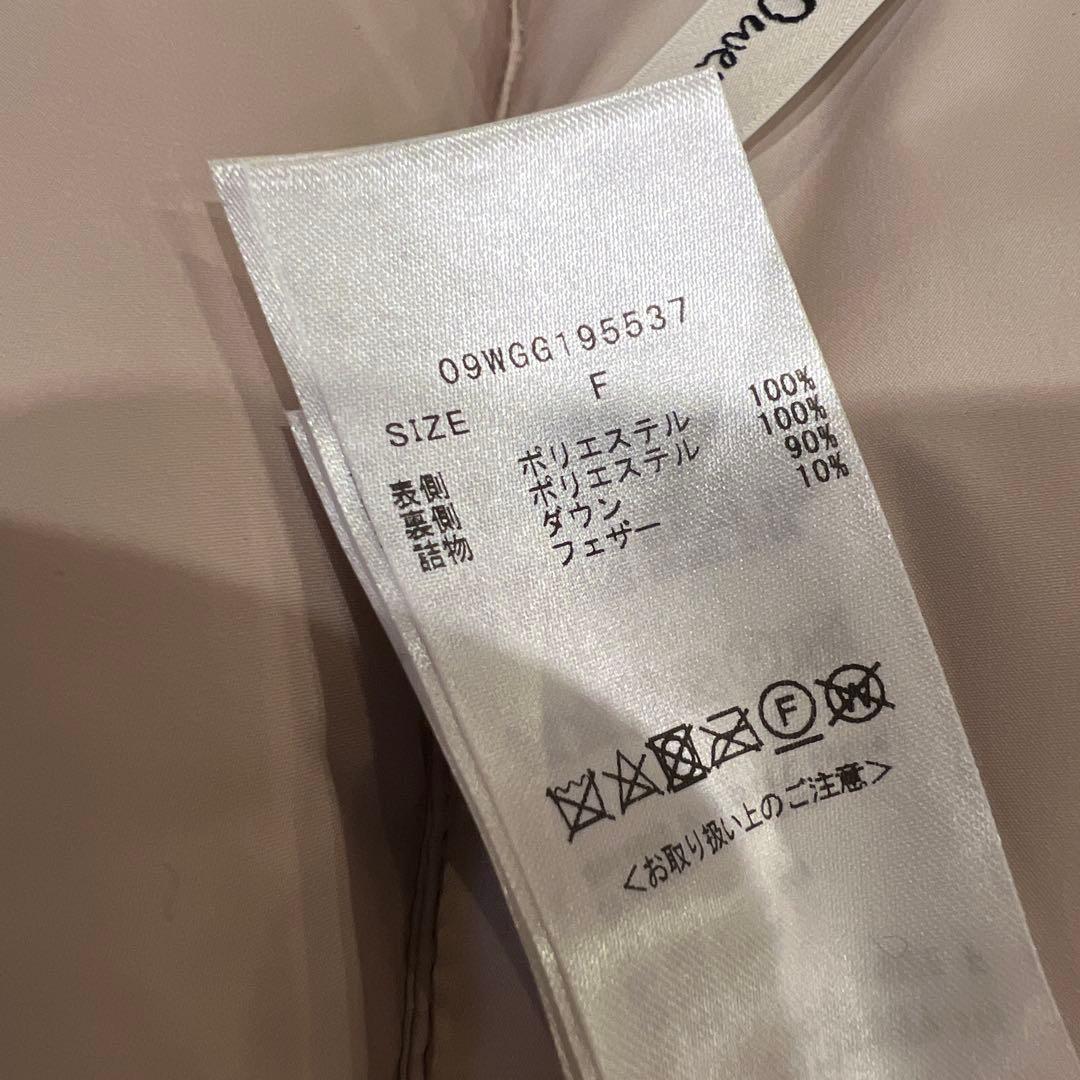 09WGG195537
SIZE F
表側 ポリエステル 100%
裏側 ポリエステル 100%
詰物 ダウン 90%
フェザー 10%
F W
<お取り扱い上のご注意>